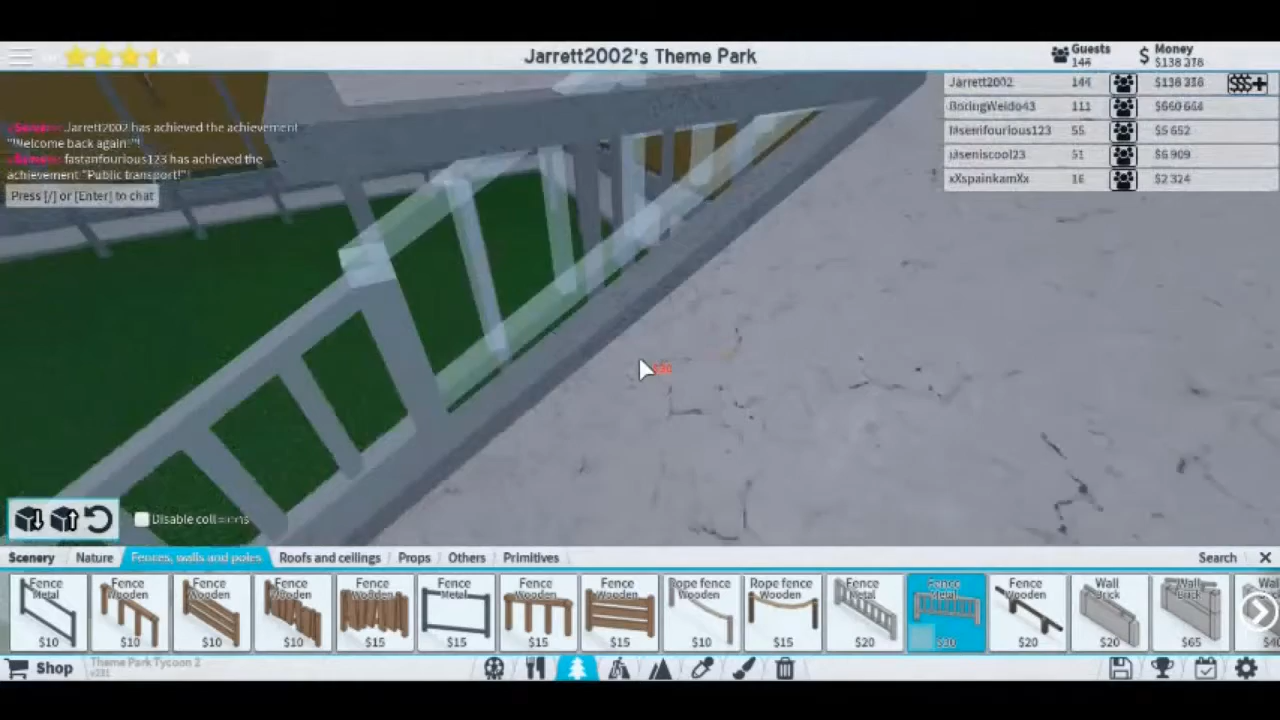 Jarrett2002's Theme Park
Guests
144
Money
$138 378
Jarrett2002 144 $138 338
111 $660 664
55 $5 652
51 $6 909
xXspainkamXx 16 $2 324
Jarrett2002 has achieved the achievement
"Welcome back again!"!
fastanfourious123 has achieved the
achievement "Public transport!"!
Press [/] or [Enter] to chat
Disable collisions
Scenery Nature Fences, walls and poles Roofs and ceilings Props Others Primitives Search
Fence Metal $10
Fence Wooden $10
Fence Wooden $10
Fence Wooden $10
Fence Wooden $15
Fence Metal $15
Fence Wooden $15
Fence Wooden $15
Rope fence Wooden $10
Rope fence Wooden $15
Fence Metal $20
Fence Metal $30
Fence Wooden $20
Wall Brick $20
Wall Brick $65
Shop
Theme Park Tycoon 2